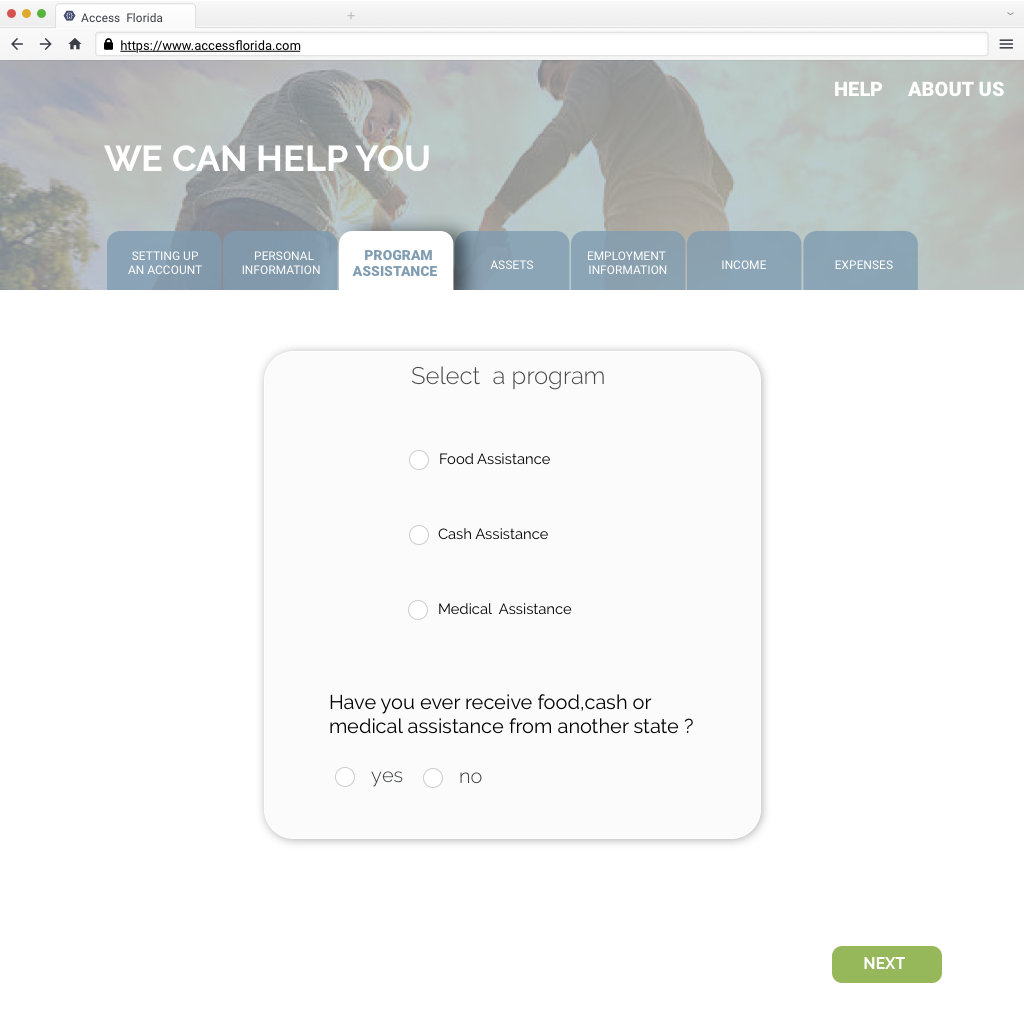 Access Florida
https://www.accessflorida.com
HELP ABOUT US
WE CAN HELP YOU
SETTING UP
AN ACCOUNT
PERSONAL
INFORMATION
PROGRAM
ASSISTANCE
ASSETS
EMPLOYMENT
INFORMATION
INCOME
EXPENSES
Select a program
Food Assistance
Cash Assistance
Medical Assistance
Have you ever receive food,cash or
medical assistance from another state ?
yes no
NEXT